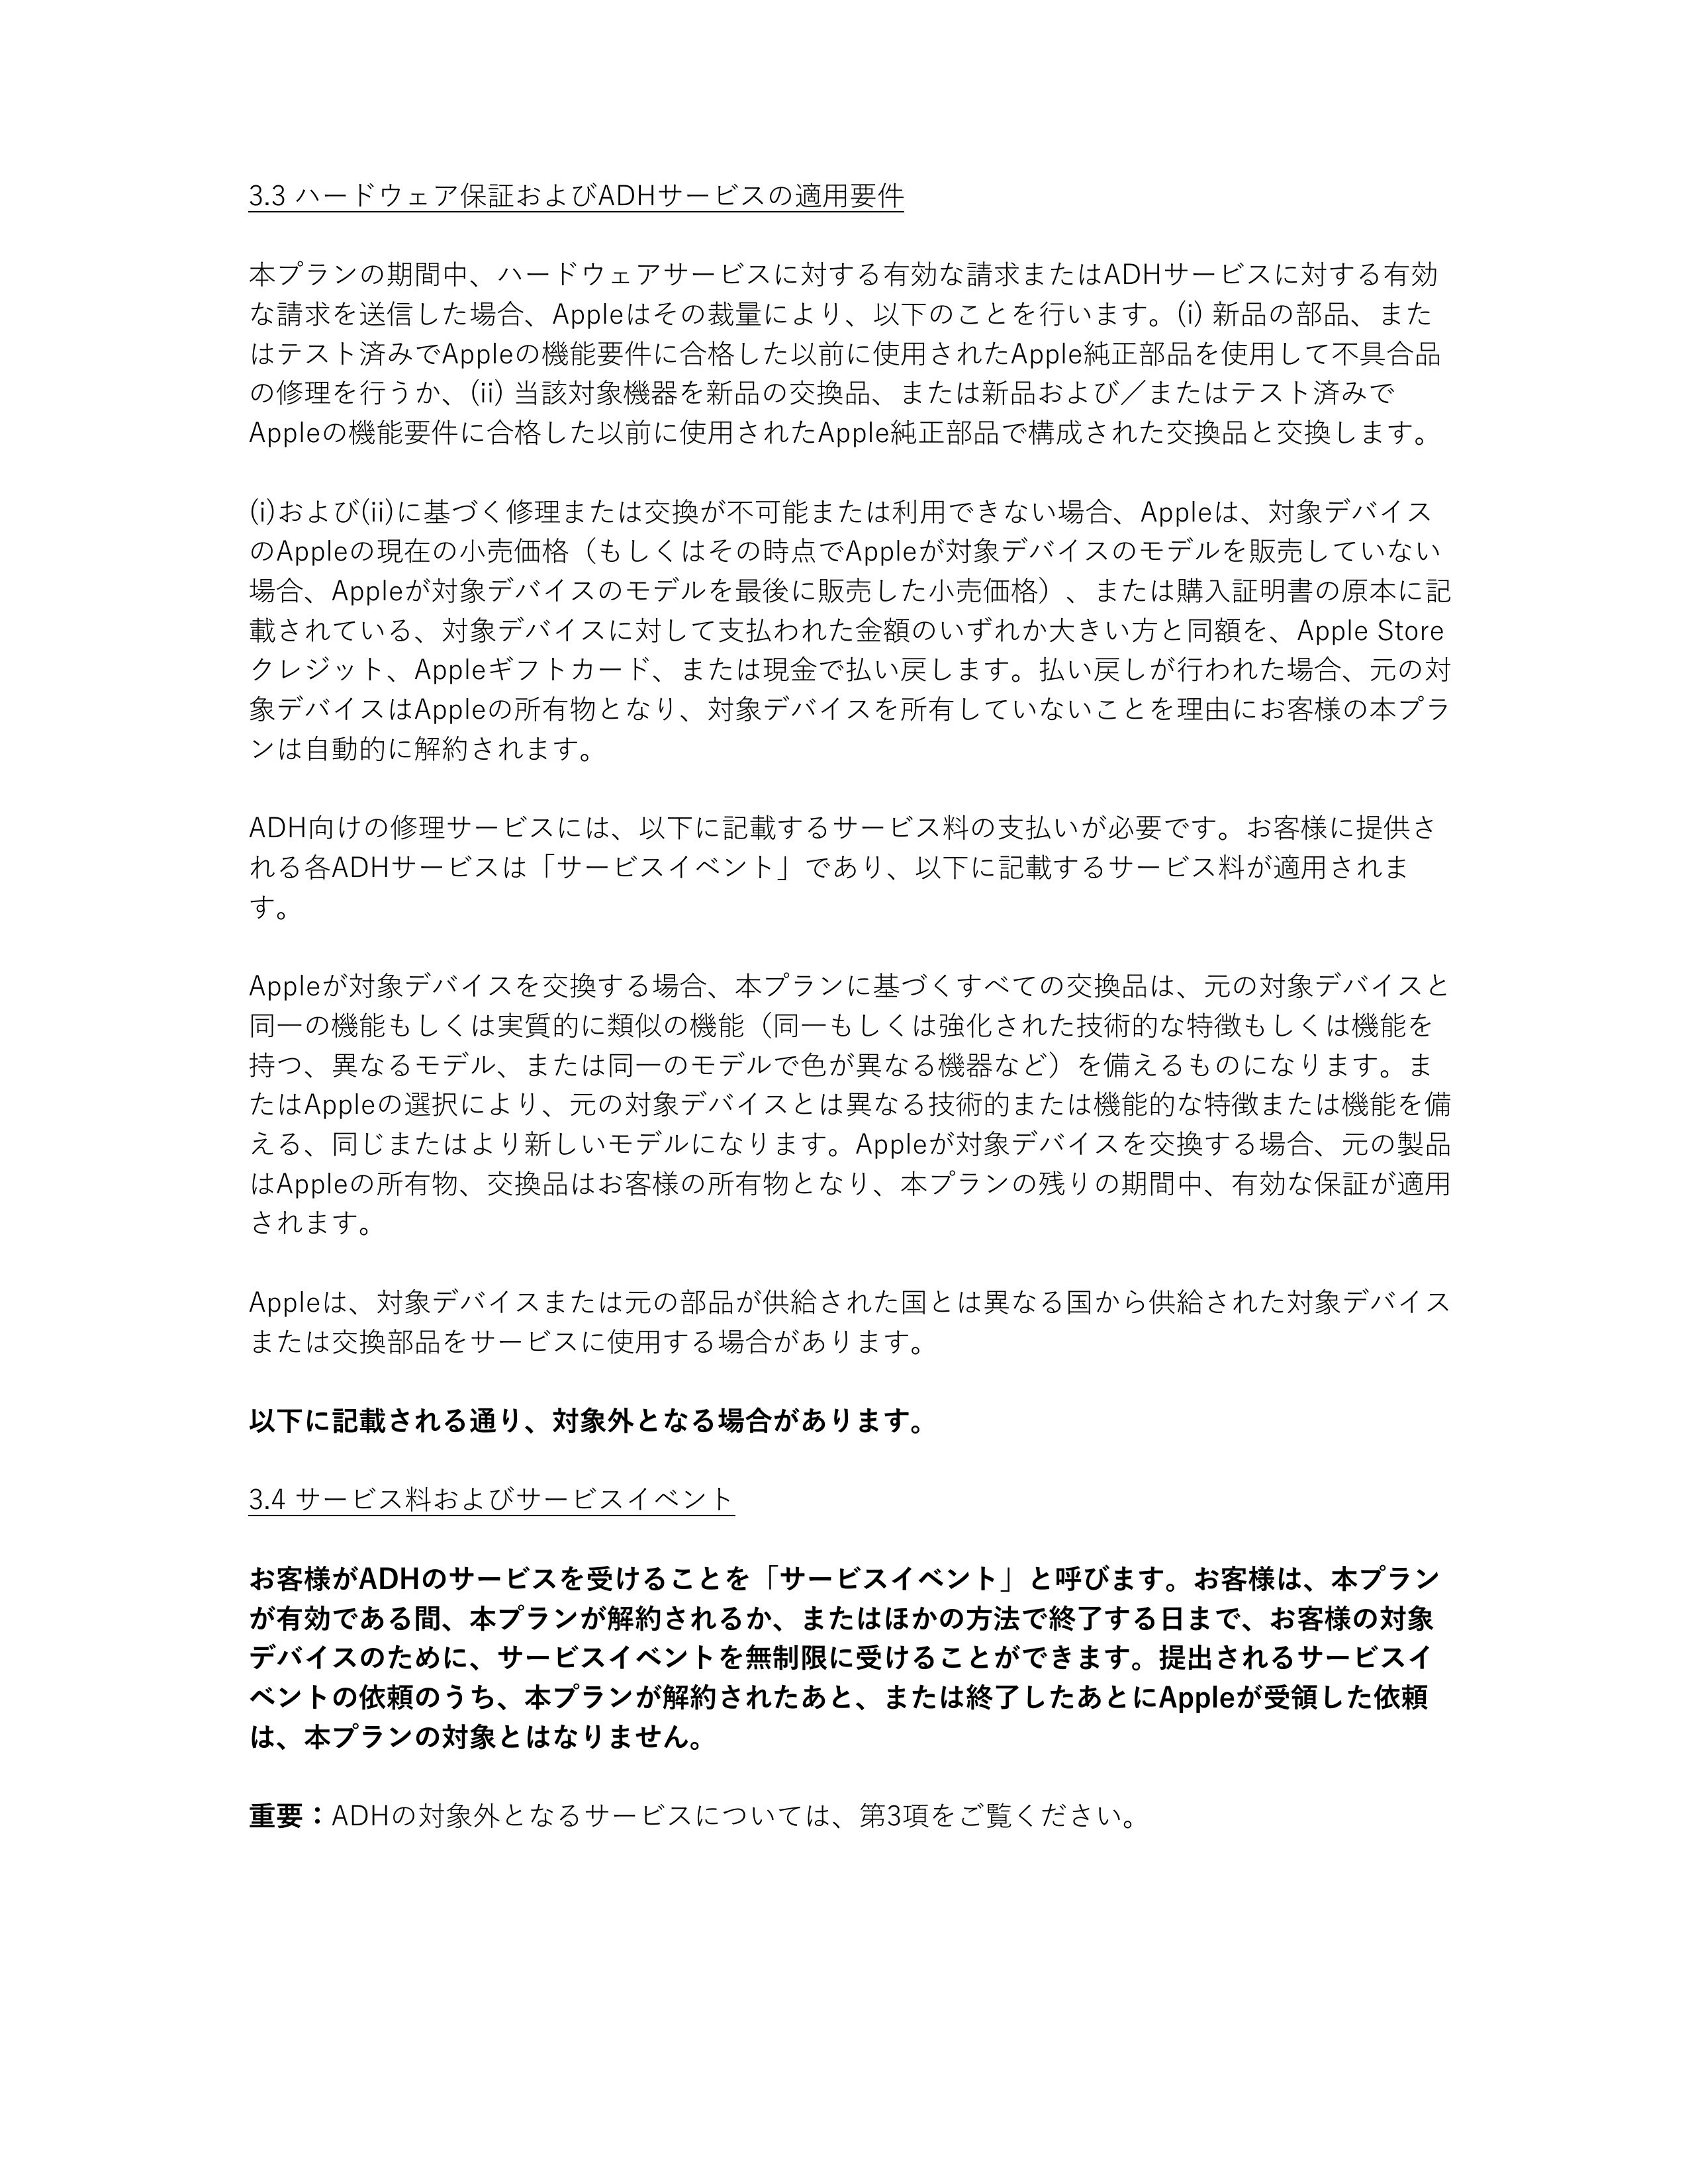 3.3 ハードウェア保証およびADHサービスの適用要件
本プランの期間中、ハードウェアサービスに対する有効な請求またはADHサービスに対する有効
な請求を送信した場合、Appleはその裁量により、以下のことを行います。(i) 新品の部品、また
はテスト済みでAppleの機能要件に合格した以前に使用されたApple純正部品を使用して不具合品
の修理を行うか、(ii) 当該対象機器を新品の交換品、または新品および／またはテスト済みで
Appleの機能要件に合格した以前に使用されたApple純正部品で構成された交換品と交換します。
(i)および(ii)に基づく修理または交換が不可能または利用できない場合、Appleは、対象デバイス
のAppleの現在の小売価格（もしくはその時点でAppleが対象デバイスのモデルを販売していない
場合、Appleが対象デバイスのモデルを最後に販売した小売価格）、または購入証明書の原本に記
載されている、対象デバイスに対して支払われた金額のいずれか大きい方と同額を、Apple Store
クレジット、Appleギフトカード、または現金で払い戻します。払い戻しが行われた場合、元の対
象デバイスはAppleの所有物となり、対象デバイスを所有していないことを理由にお客様の本プラ
ンは自動的に解約されます。
ADH向けの修理サービスには、以下に記載するサービス料の支払いが必要です。お客様に提供さ
れる各ADHサービスは「サービスイベント」であり、以下に記載するサービス料が適用されま
す。
Appleが対象デバイスを交換する場合、本プランに基づくすべての交換品は、元の対象デバイスと
同一の機能もしくは実質的に類似の機能（同一もしくは強化された技術的な特徴もしくは機能を
持つ、異なるモデル、または同一のモデルで色が異なる機器など）を備えるものになります。ま
たはAppleの選択により、元の対象デバイスとは異なる技術的または機能的な特徴または機能を備
える、同じまたはより新しいモデルになります。Appleが対象デバイスを交換する場合、元の製品
はAppleの所有物、交換品はお客様の所有物となり、本プランの残りの期間中、有効な保証が適用
されます。
Appleは、対象デバイスまたは元の部品が供給された国とは異なる国から供給された対象デバイス
または交換部品をサービスに使用する場合があります。
以下に記載される通り、対象外となる場合があります。
3.4 サービス料およびサービスイベント
お客様がADHのサービスを受けることを「サービスイベント」と呼びます。お客様は、本プラン
が有効である間、本プランが解約されるか、またはほかの方法で終了する日まで、お客様の対象
デバイスのために、サービスイベントを無制限に受けることができます。提出されるサービスイ
ベントの依頼のうち、本プランが解約されたあと、または終了したあとにAppleが受領した依頼
は、本プランの対象とはなりません。
重要：ADHの対象外となるサービスについては、第3項をご覧ください。